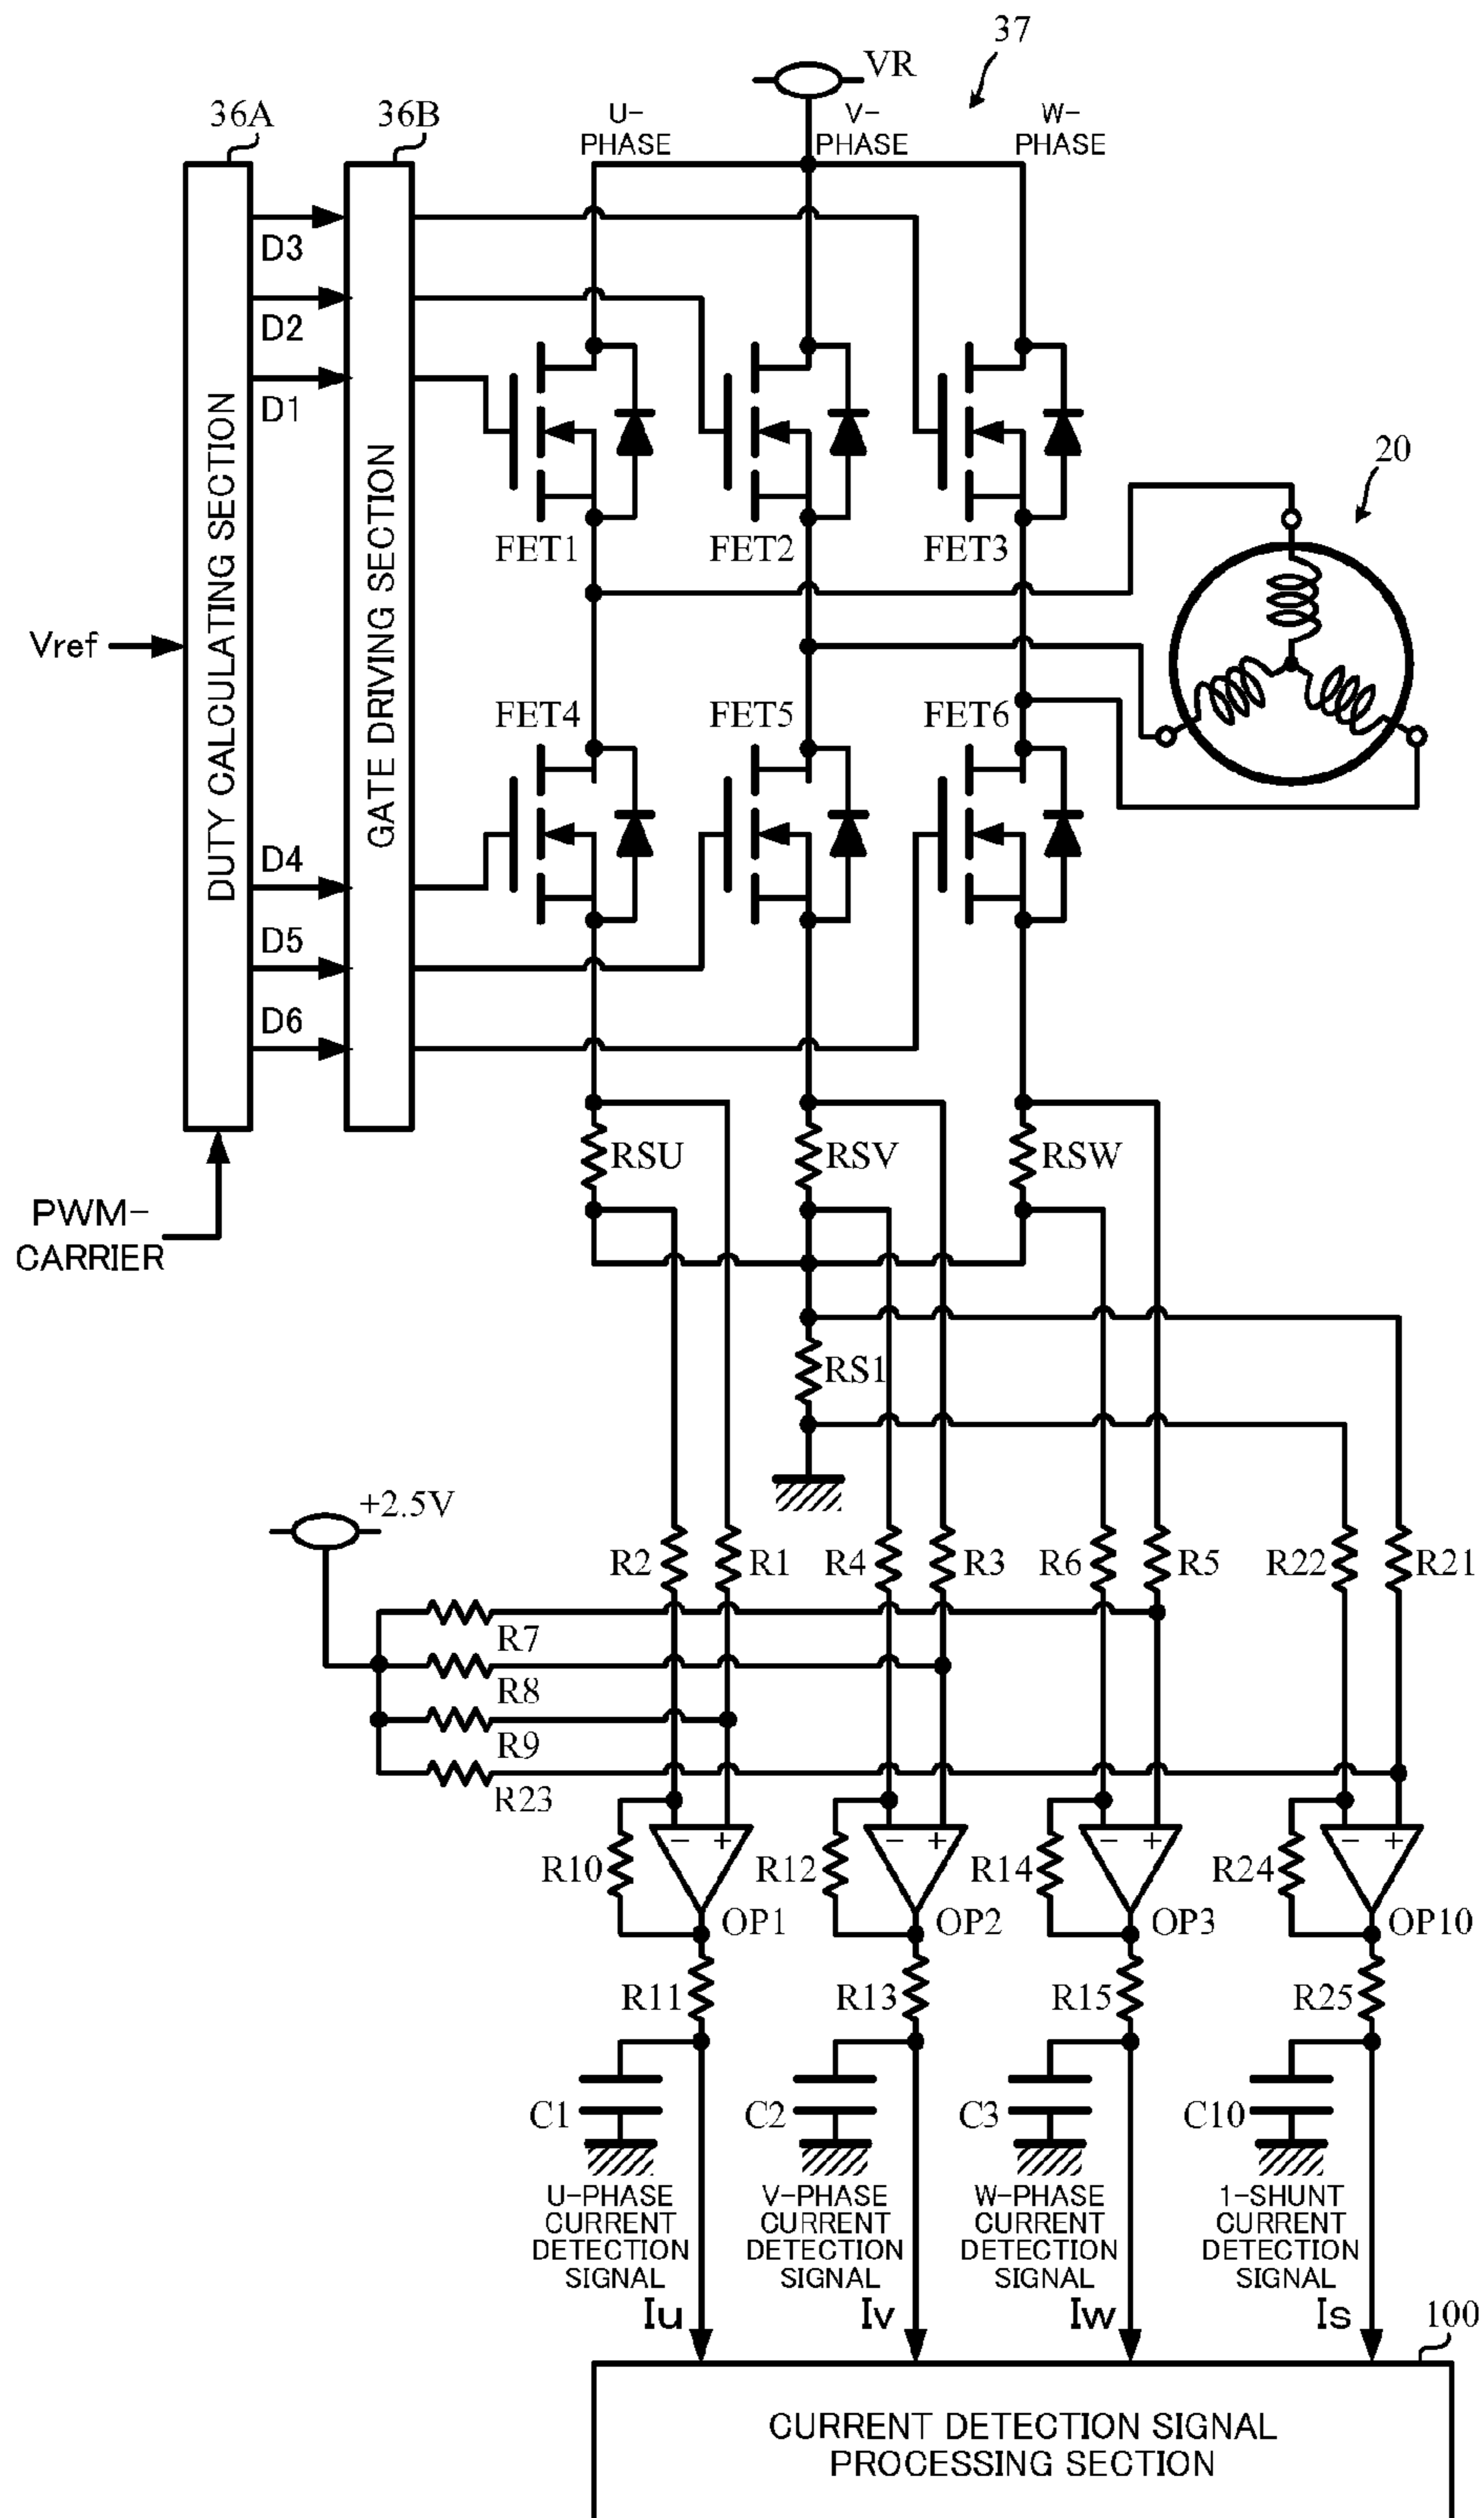 37
VR
36A
36B
U-
PHASE
V-
PHASE
W-
PHASE
D3
D2
D1
20
DUTY CALCULATING SECTION
GATE DRIVING SECTION
FET1
FET2
FET3
Vref
FET4
FET5
FET6
D4
D5
D6
RSU
RSV
RSW
PWM-
CARRIER
RS1
+2.5V
R2
R1
R4
R3
R6
R5
R22
R21
R7
R8
R9
R23
− +
− +
− +
− +
R10
R12
R14
R24
OP1
OP2
OP3
OP10
R11
R13
R15
R25
C1
C2
C3
C10
U-PHASE
CURRENT
DETECTION
SIGNAL
Iu
V-PHASE
CURRENT
DETECTION
SIGNAL
Iv
W-PHASE
CURRENT
DETECTION
SIGNAL
Iw
1-SHUNT
CURRENT
DETECTION
SIGNAL
Is
100
CURRENT DETECTION SIGNAL
PROCESSING SECTION